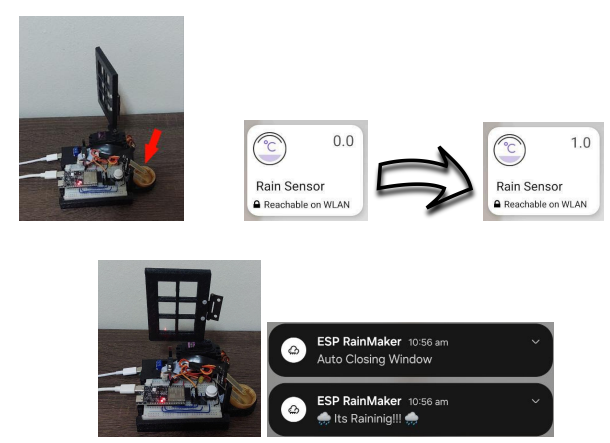 °C
0.0
Rain Sensor
Reachable on WLAN
°C
1.0
Rain Sensor
Reachable on WLAN
ESP RainMaker 10:56 am
Auto Closing Window
ESP RainMaker 10:56 am
🌧 Its Raininig!!! 🌧